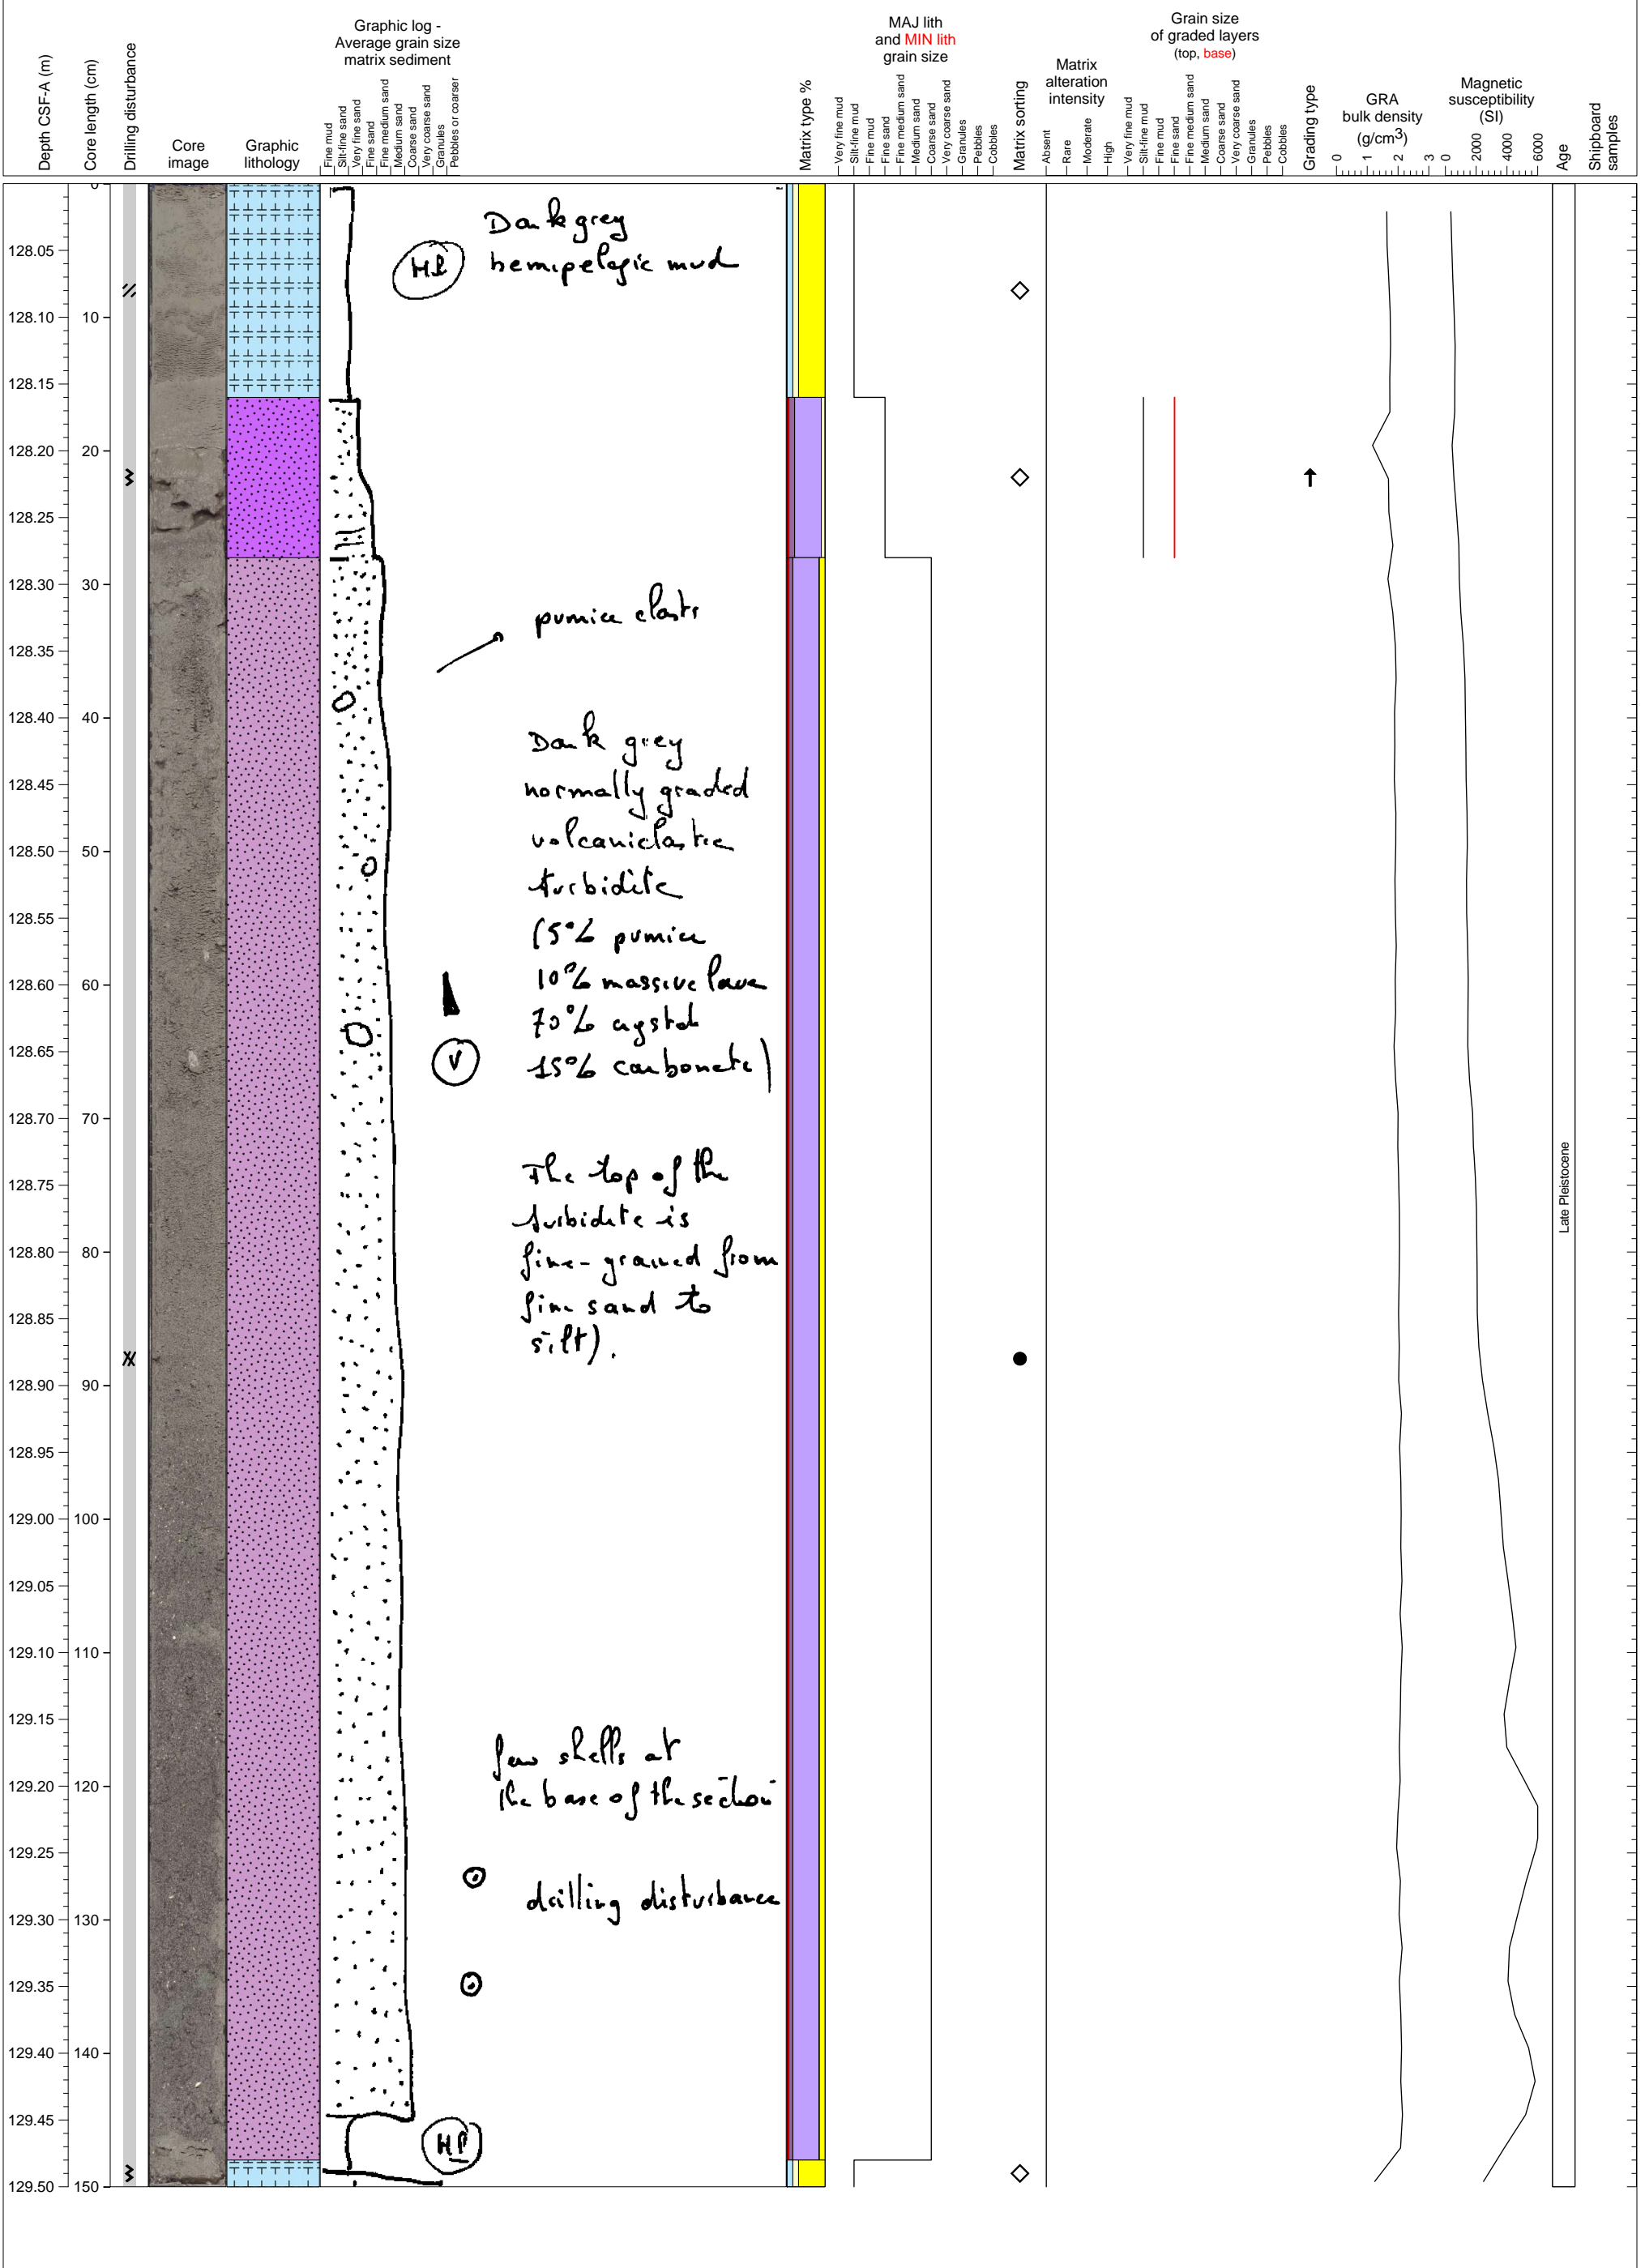 Graphic log -
Average grain size
matrix sediment
MAJ lith
and MIN lith
grain size
Grain size
of graded layers
(top, base)
Matrix
alteration
intensity
GRA
bulk density
(g/cm3)
Magnetic
susceptibility
(SI)
Depth CSF-A (m)
Core length (cm)
Drilling disturbance
Core
image
Graphic
lithology
Fine mud
Silt-fine sand
Very fine sand
Fine sand
Fine medium sand
Medium sand
Coarse sand
Very coarse sand
Granules
Pebbles or coarser
Matrix type %
Very fine mud
Silt-fine mud
Fine mud
Fine sand
Fine medium sand
Medium sand
Coarse sand
Very coarse sand
Granules
Pebbles
Cobbles
Matrix sorting
Absent
Rare
Moderate
High
Very fine mud
Silt-fine mud
Fine mud
Fine sand
Fine medium sand
Medium sand
Coarse sand
Very coarse sand
Granules
Pebbles
Cobbles
Grading type
0 1 2 3
0 2000 4000 6000
Age
Shipboard
samples
0
128.05
128.10 10
128.15
128.20 20
128.25
128.30 30
128.35
128.40 40
128.45
128.50 50
128.55
128.60 60
128.65
128.70 70
128.75
128.80 80
128.85
128.90 90
128.95
129.00 100
129.05
129.10 110
129.15
129.20 120
129.25
129.30 130
129.35
129.40 140
129.45
129.50 150
Dark grey
hemipelagic mud
HP
pumice clasts
Dark grey
normally graded
volcaniclastic
turbidite
(5% pumice
10% massive lava
70% crystal
15% carbonate)
V
The top of the
turbidite is
fine-grained from
fine sand to
silt).
few shells at
the base of the section
drilling disturbance
HP
Late Pleistocene